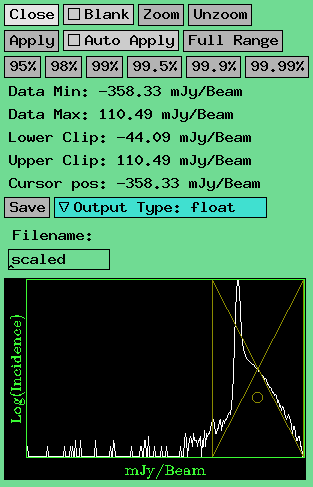 Close Blank Zoom Unzoom
Apply Auto Apply Full Range
95% 98% 99% 99.5% 99.9% 99.99%
Data Min: -358.33 mJy/Beam
Data Max: 110.49 mJy/Beam
Lower Clip: -44.09 mJy/Beam
Upper Clip: 110.49 mJy/Beam
Cursor pos: -358.33 mJy/Beam
Save Output Type: float
Filename:
scaled
Log(Incidence)
mJy/Beam